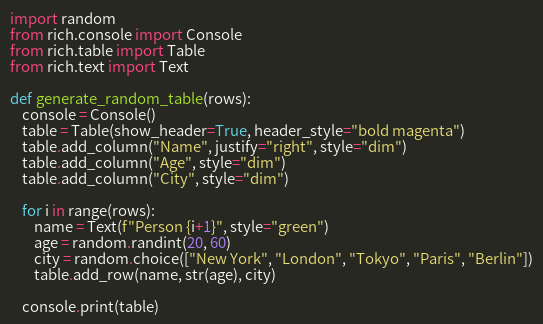 import random
from rich.console import Console
from rich.table import Table
from rich.text import Text

def generate_random_table(rows):
    console = Console()
    table = Table(show_header=True, header_style="bold magenta")
    table.add_column("Name", justify="right", style="dim")
    table.add_column("Age", style="dim")
    table.add_column("City", style="dim")

    for i in range(rows):
        name = Text(f"Person {i+1}", style="green")
        age = random.randint(20, 60)
        city = random.choice(["New York", "London", "Tokyo", "Paris", "Berlin"])
        table.add_row(name, str(age), city)

    console.print(table)